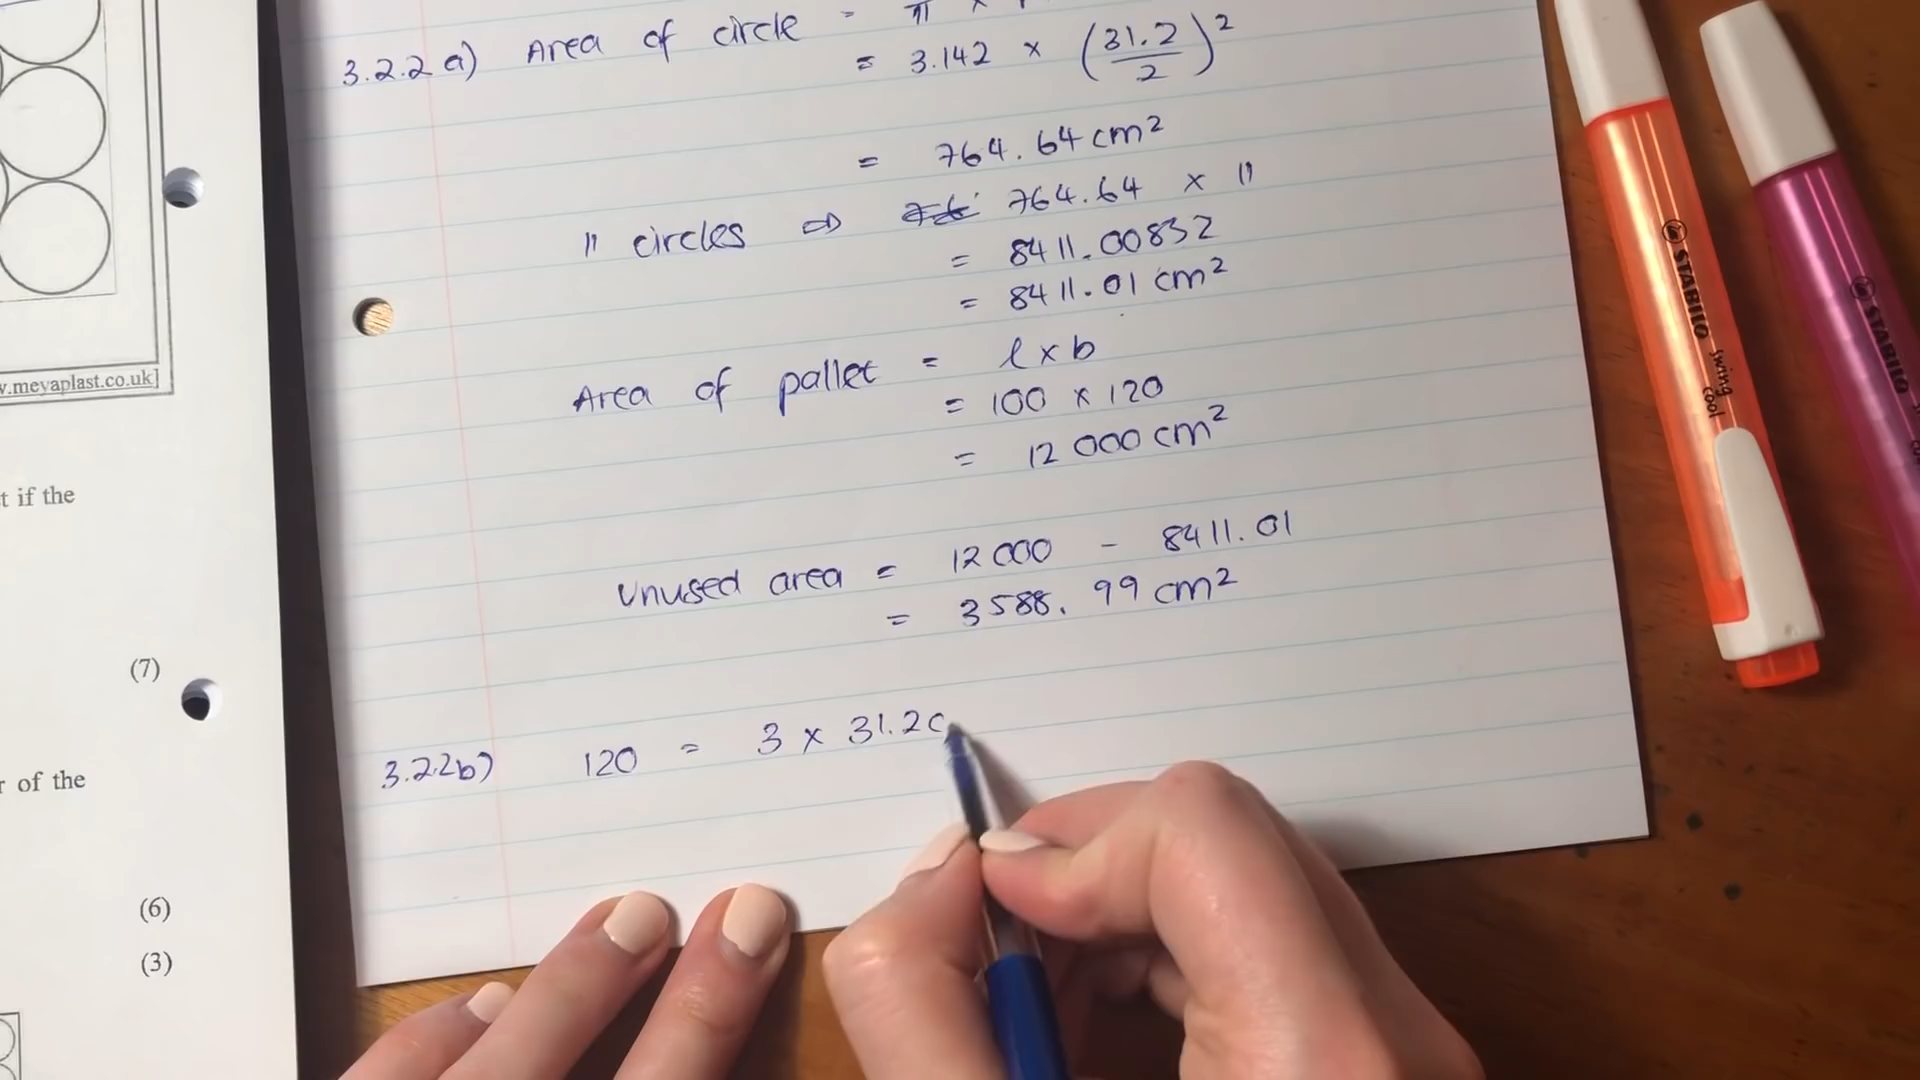 3.2.2 a) Area of circle = π ×
= 3.142 × (31.2/2)²
= 764.64 cm²
11 circles ⇒ 764.64 × 11
= 8411.00832
= 8411.01 cm²
Area of pallet = l × b
= 100 × 120
= 12 000 cm²
Unused area = 12 000 - 8411.01
= 3588.99 cm²
3.2.2b) 120 = 3 × 31.2c
w.meyaplast.co.uk]
t if the
(7)
r of the
(6)
(3)
STABILO swing cool
STABILO